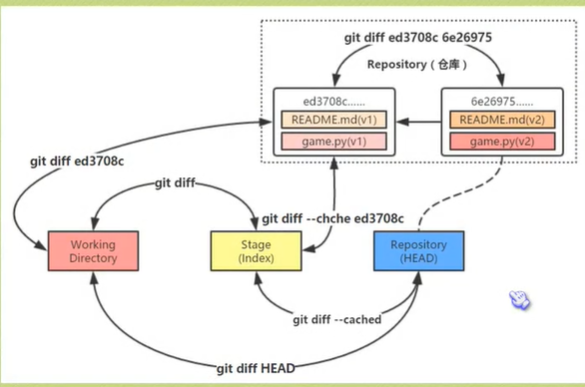 git diff ed3708c 6e26975
Repository (仓库)
ed3708c......
6e26975......
README.md(v1)
README.md(v2)
game.py(v1)
game.py(v2)
git diff ed3708c
git diff
git diff --chche ed3708c
Working
Directory
Stage
(Index)
Repository
(HEAD)
git diff --cached
git diff HEAD